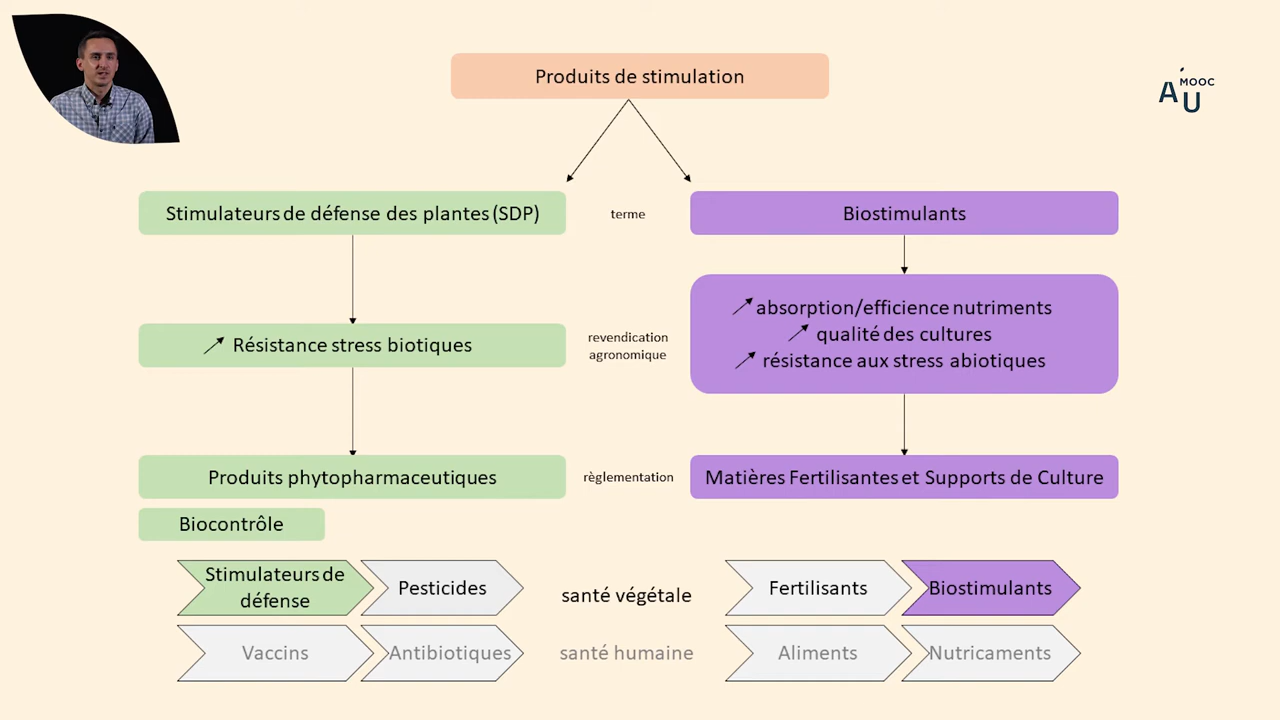 Produits de stimulation
MOOC
AU
Stimulateurs de défense des plantes (SDP)
terme
Biostimulants
↗ absorption/efficience nutriments
↗ qualité des cultures
↗ résistance aux stress abiotiques
↗ Résistance stress biotiques
revendication
agronomique
Produits phytopharmaceutiques
règlementation
Matières Fertilisantes et Supports de Culture
Biocontrôle
Stimulateurs de
défense
Pesticides
santé végétale
Fertilisants
Biostimulants
Vaccins
Antibiotiques
santé humaine
Aliments
Nutricaments